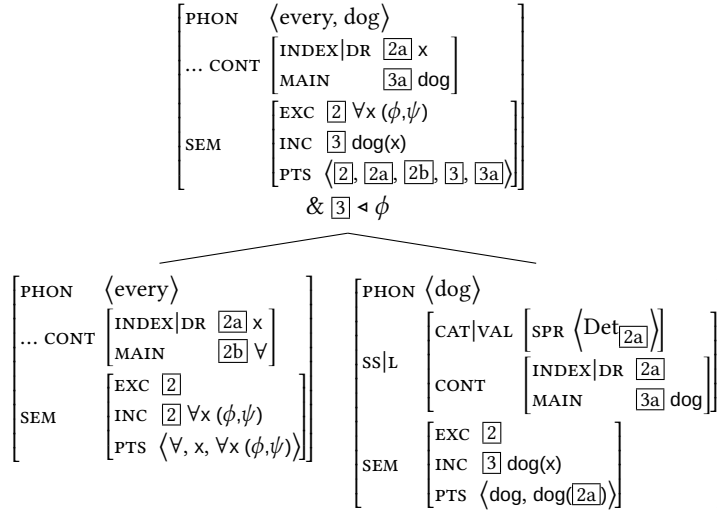 PHON ⟨every, dog⟩
... CONT
INDEX|DR 2a x
MAIN 3a dog
SEM
EXC 2 ∀x (ϕ,ψ)
INC 3 dog(x)
PTS ⟨2, 2a, 2b, 3, 3a⟩
& 3 ◃ ϕ
PHON ⟨every⟩
... CONT
INDEX|DR 2a x
MAIN 2b ∀
SEM
EXC 2
INC 2 ∀x (ϕ,ψ)
PTS ⟨∀, x, ∀x (ϕ,ψ)⟩
PHON ⟨dog⟩
SS|L
CAT|VAL [SPR ⟨Det2a⟩]
CONT
INDEX|DR 2a
MAIN 3a dog
SEM
EXC 2
INC 3 dog(x)
PTS ⟨dog, dog(2a)⟩